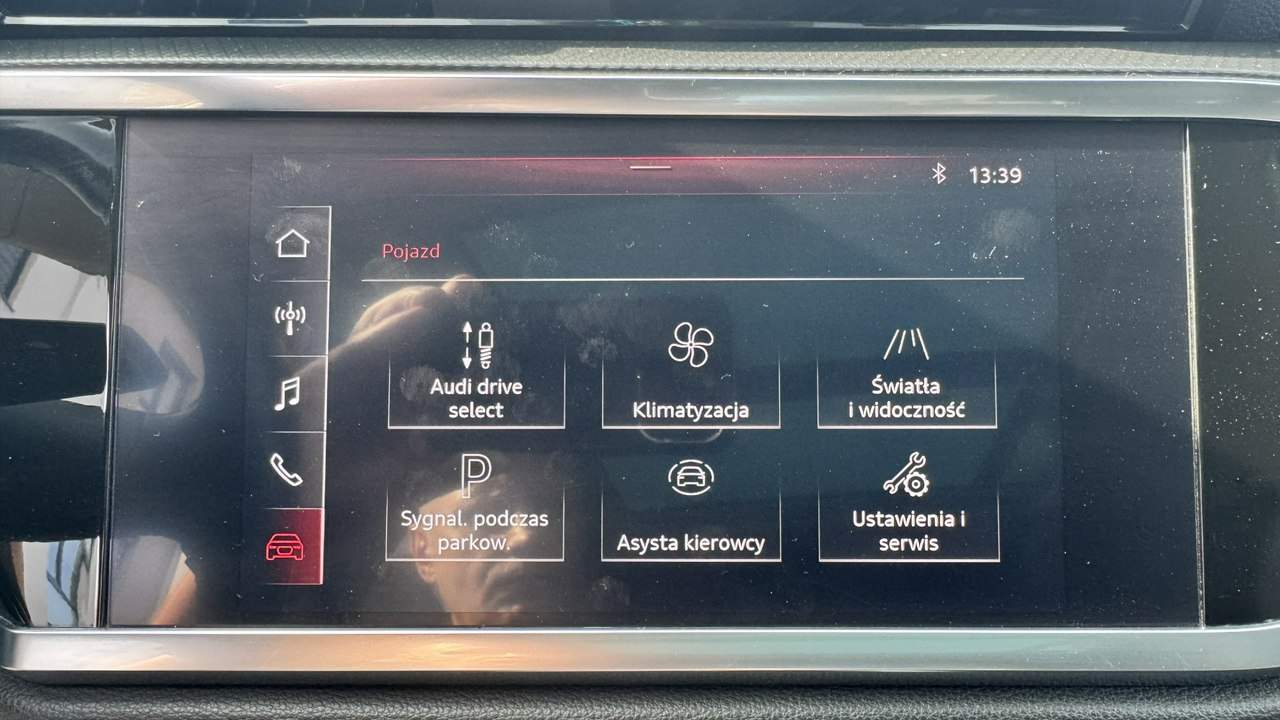 13:39
Pojazd
Audi drive
select
Klimatyzacja
Światła
i widoczność
P
Sygnal. podczas
parkow.
Asysta kierowcy
Ustawienia i
serwis